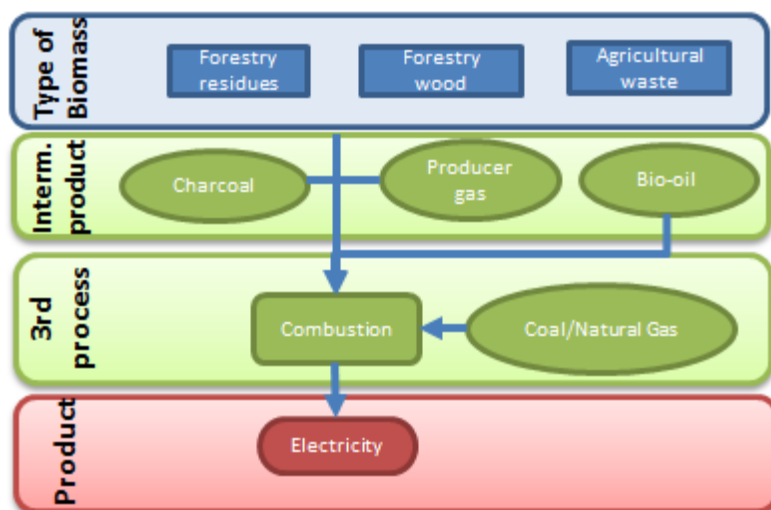 Type of
Biomass
Forestry
residues
Forestry
wood
Agricultural
waste
Interm.
product
Charcoal
Producer
gas
Bio-oil
3rd
process
Combustion
Coal/Natural Gas
Product
Electricity